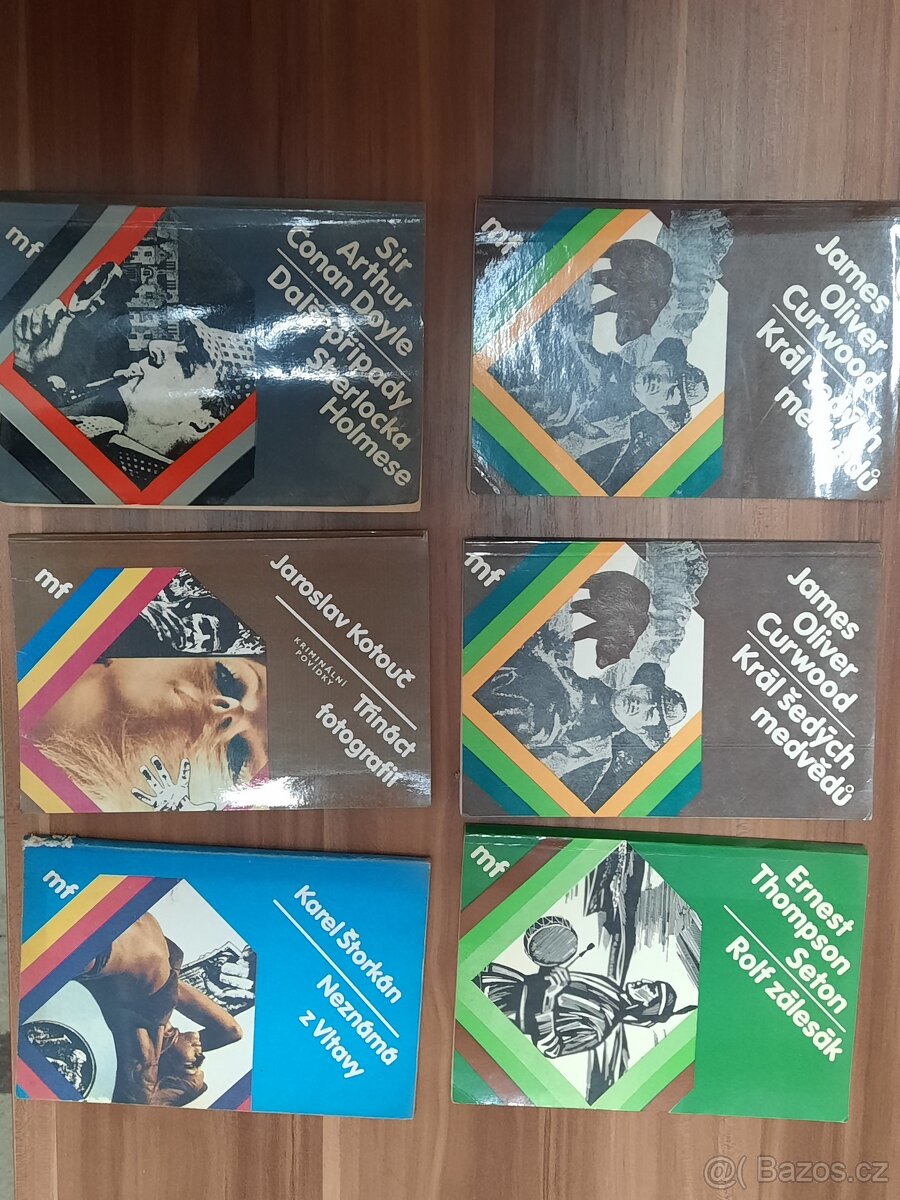 mf
Sir
Arthur
Conan Doyle
Další případy
Sherlocka
Holmese
mf
James
Oliver
Curwood
Král šedých
medvědů
mf
Jaroslav Kotouč
KRIMINÁLNÍ
POVÍDKY
Třináct
fotografií
mf
James
Oliver
Curwood
Král šedých
medvědů
mf
Karel Štorkán
Neznámá
z Vltavy
mf
Ernest
Thompson
Seton
Rolf zálesák
@( Bazos.cz